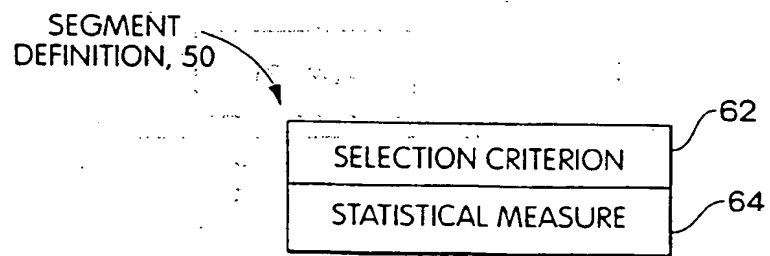 SEGMENT
DEFINITION, 50
SELECTION CRITERION
62
STATISTICAL MEASURE
64